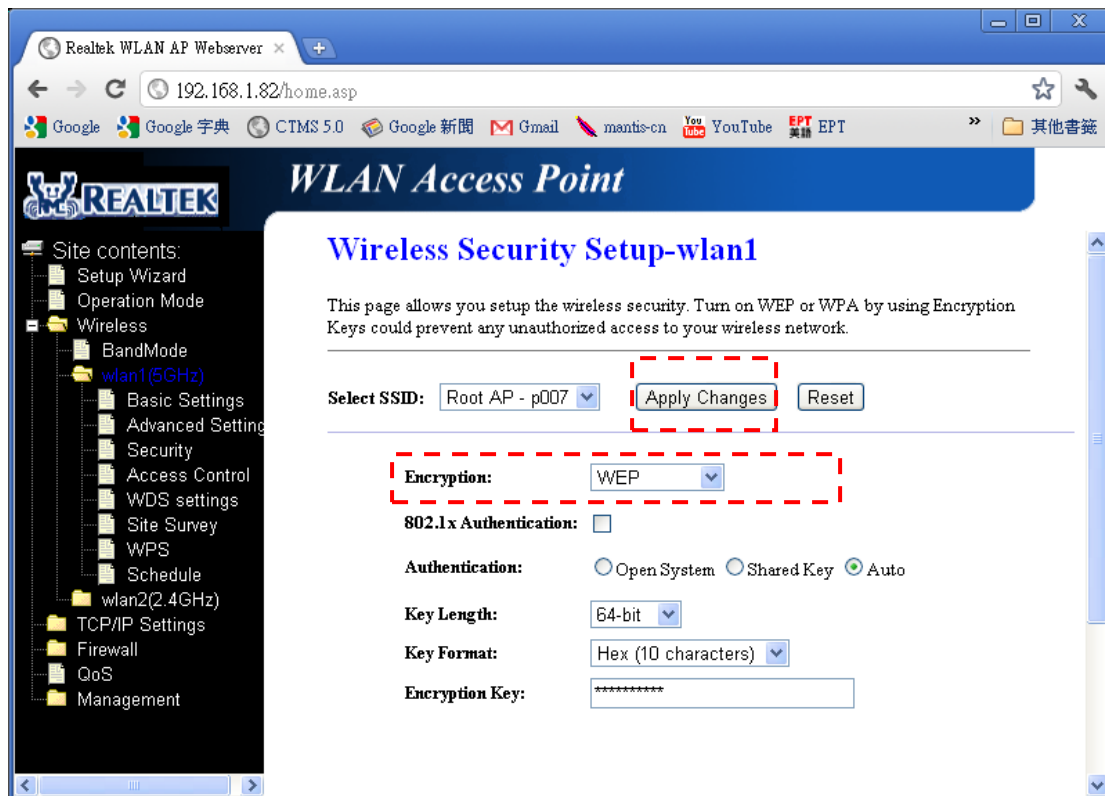 Realtek WLAN AP Webserver
192.168.1.82/home.asp
Google Google 字典 CTMS 5.0 Google 新聞 Gmail mantis-cn You Tube YouTube EPT 英語 EPT » 其他書籤
REALTEK
WLAN Access Point
Site contents:
Setup Wizard
Operation Mode
Wireless
BandMode
wlan1(5GHz)
Basic Settings
Advanced Setting
Security
Access Control
WDS settings
Site Survey
WPS
Schedule
wlan2(2.4GHz)
TCP/IP Settings
Firewall
QoS
Management
Wireless Security Setup-wlan1
This page allows you setup the wireless security. Turn on WEP or WPA by using Encryption
Keys could prevent any unauthorized access to your wireless network.
Select SSID: Root AP - p007 Apply Changes Reset
Encryption: WEP
802.1x Authentication:
Authentication: Open System Shared Key Auto
Key Length: 64-bit
Key Format: Hex (10 characters)
Encryption Key: **********